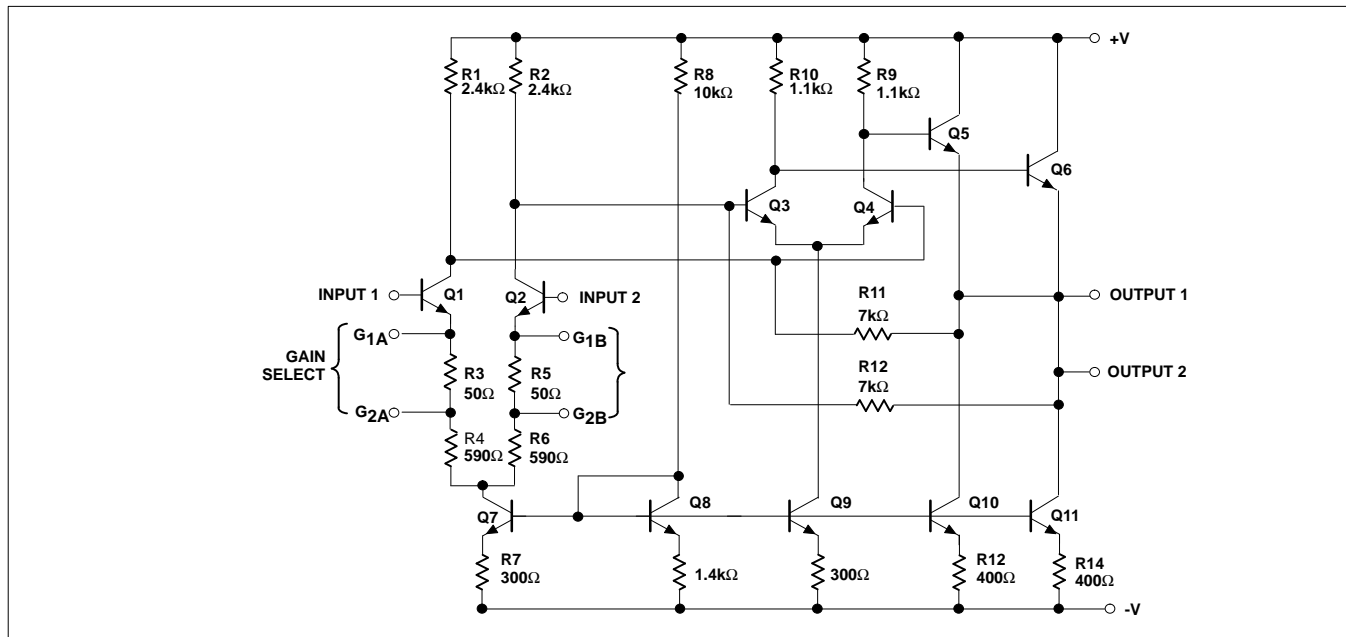 +V
R1
2.4kΩ
R2
2.4kΩ
R8
10kΩ
R10
1.1kΩ
R9
1.1kΩ
Q5
Q6
Q3
Q4
INPUT 1
Q1
Q2
INPUT 2
R11
7kΩ
OUTPUT 1
G1A
G1B
GAIN
SELECT
R3
50Ω
R5
50Ω
R12
7kΩ
OUTPUT 2
G2A
G2B
R4
590Ω
R6
590Ω
Q7
Q8
Q9
Q10
Q11
R7
300Ω
1.4kΩ
300Ω
R12
400Ω
R14
400Ω
-V